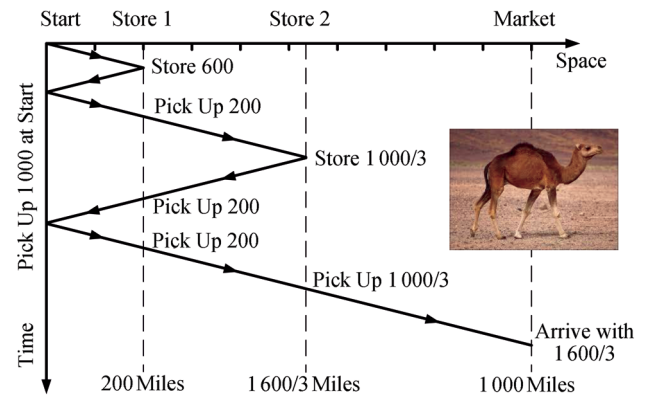 Start
Store 1
Store 2
Market
Space
Store 600
Pick Up 200
Store 1 000/3
Pick Up 200
Pick Up 200
Pick Up 1 000/3
Arrive with
1 600/3
200 Miles
1 600/3 Miles
1 000 Miles
Pick Up 1 000 at Start
Time